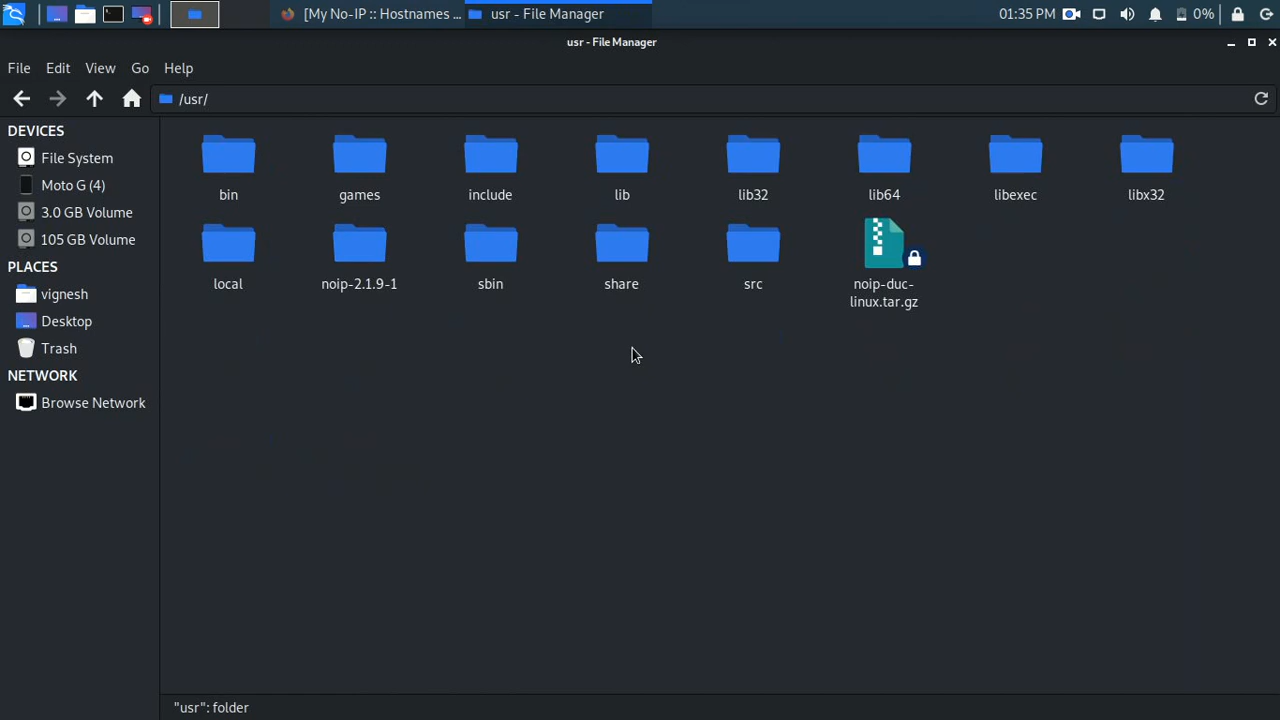 [My No-IP :: Hostnames ...
usr - File Manager
01:35 PM
0%
usr - File Manager
File Edit View Go Help
/usr/
DEVICES
File System
Moto G (4)
3.0 GB Volume
105 GB Volume
PLACES
vignesh
Desktop
Trash
NETWORK
Browse Network
bin games include lib lib32 lib64 libexec libx32
local noip-2.1.9-1 sbin share src noip-duc-
linux.tar.gz
"usr": folder